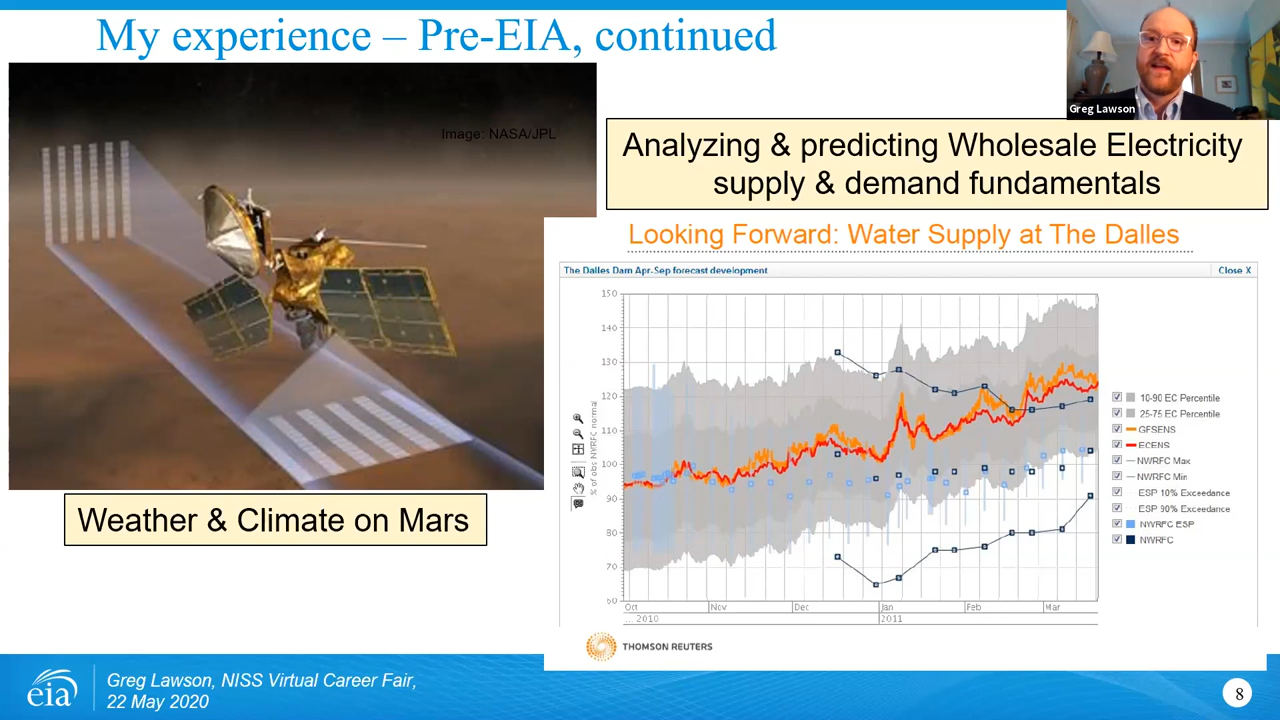 My experience – Pre-EIA, continued
Greg Lawson
Image: NASA/JPL
Analyzing & predicting Wholesale Electricity
supply & demand fundamentals
Looking Forward: Water Supply at The Dalles
The Dalles Dam Apr-Sep forecast development
Close X
150
140
130
120
110
100
90
80
70
60
% of obs NWRFC normal
Oct
Nov
Dec
Jan
Feb
Mar
... 2010
2011
10-90 EC Percentile
25-75 EC Percentile
GFSENS
ECENS
NWRFC Max
NWRFC Min
ESP 10% Exceedance
ESP 90% Exceedance
NWRFC ESP
NWRFC
Weather & Climate on Mars
THOMSON REUTERS
eia
Greg Lawson, NISS Virtual Career Fair,
22 May 2020
8